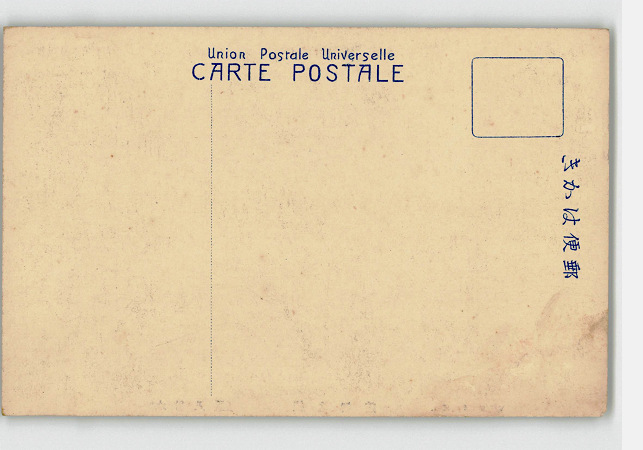 Union Postale Universelle
CARTE POSTALE
郵便はかき